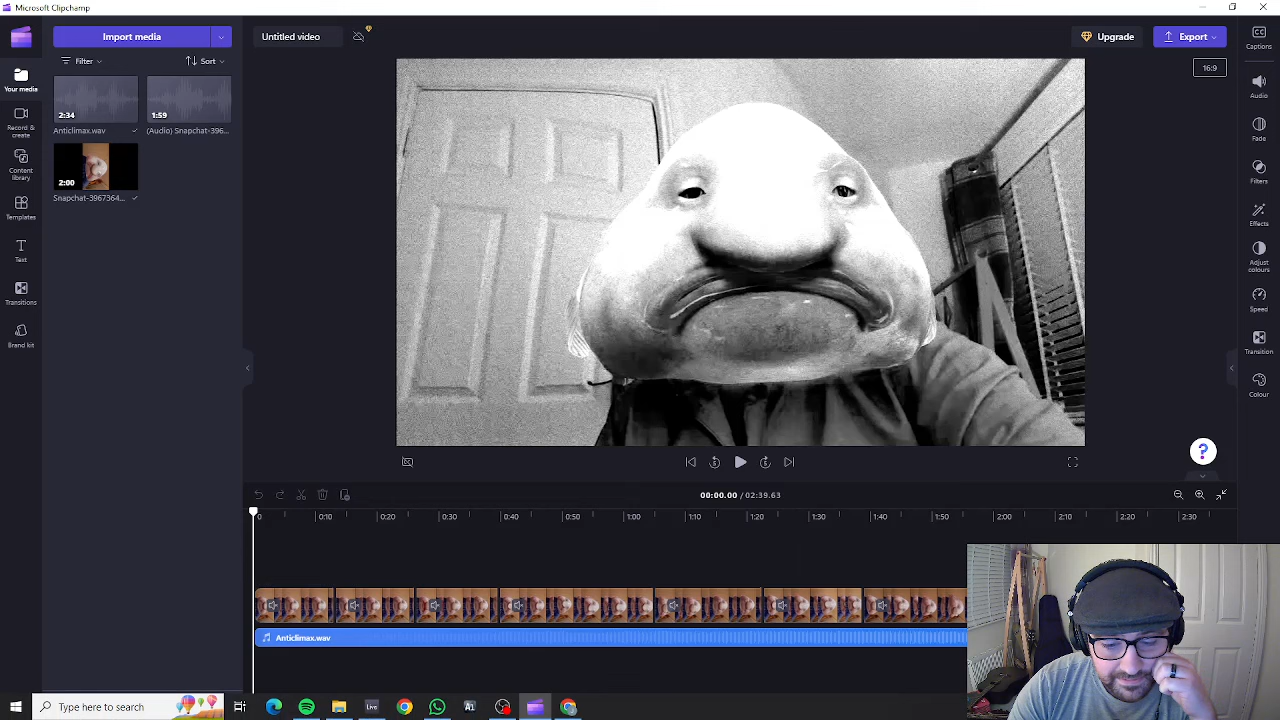 Microsoft Clipchamp
Import media
Untitled video
Upgrade
Export
Captions
16:9
Filter
Sort
Your media
2:34
1:59
Anticlimax.wav
(Audio) Snapchat-396...
Audio
Record & create
Fade
Content library
2:00
Snapchat-3967364...
Filters
Templates
Effects
Text
Adjust colours
Transitions
Speed
Brand kit
Transition
Colour
?
00:00.00 / 02:39.63
0 0:10 0:20 0:30 0:40 0:50 1:00 1:10 1:20 1:30 1:40 1:50 2:00 2:10 2:20 2:30
Anticlimax.wav
Type here to search
Live